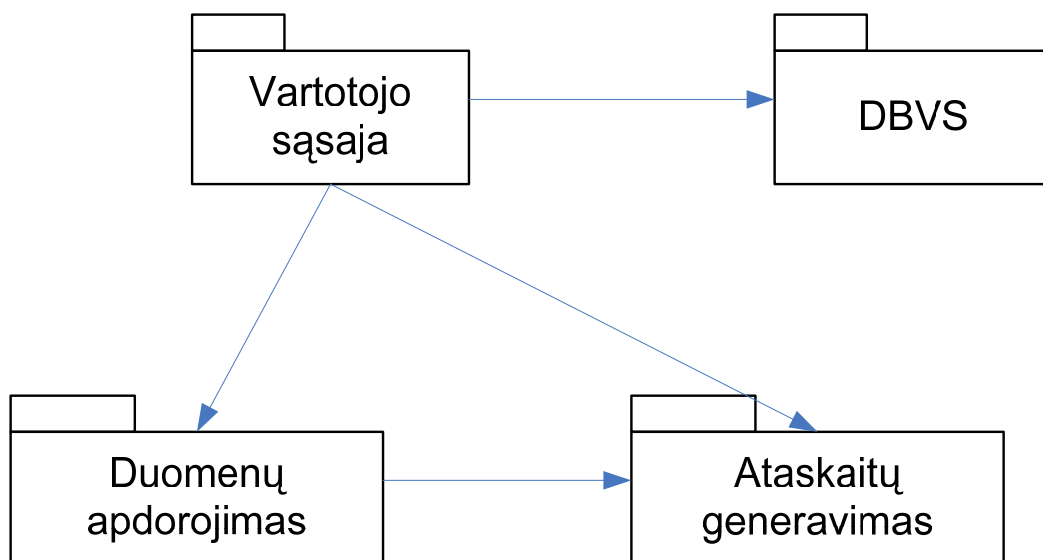 Vartotojo
sąsaja
DBVS
Duomenų
apdorojimas
Ataskaitų
generavimas